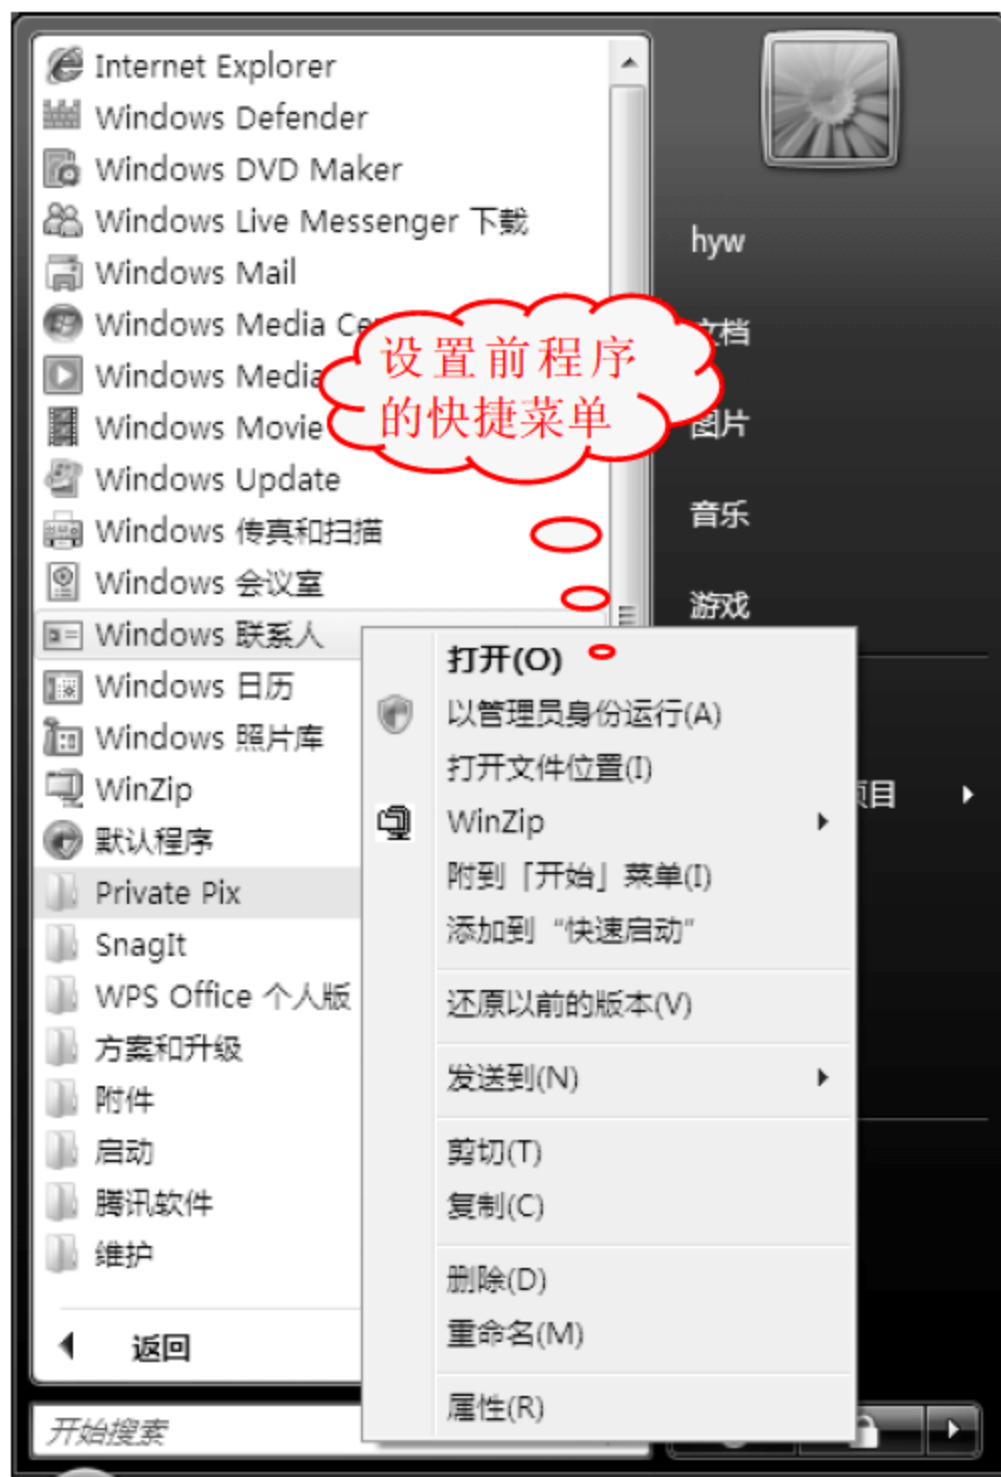 Internet Explorer
Windows Defender
Windows DVD Maker
Windows Live Messenger 下载
Windows Mail
Windows Media
Windows Media
Windows Movie
Windows Update
Windows 传真和扫描
Windows 会议室
Windows 联系人
Windows 日历
Windows 照片库
WinZip
默认程序
Private Pix
SnagIt
WPS Office 个人版
方案和升级
附件
启动
腾讯软件
维护
返回
开始搜索
设置前程序
的快捷菜单
打开(O)
以管理员身份运行(A)
打开文件位置(I)
WinZip
附到「开始」菜单(I)
添加到“快速启动”
还原以前的版本(V)
发送到(N)
剪切(T)
复制(C)
删除(D)
重命名(M)
属性(R)
hyw
文档
图片
音乐
游戏
项目